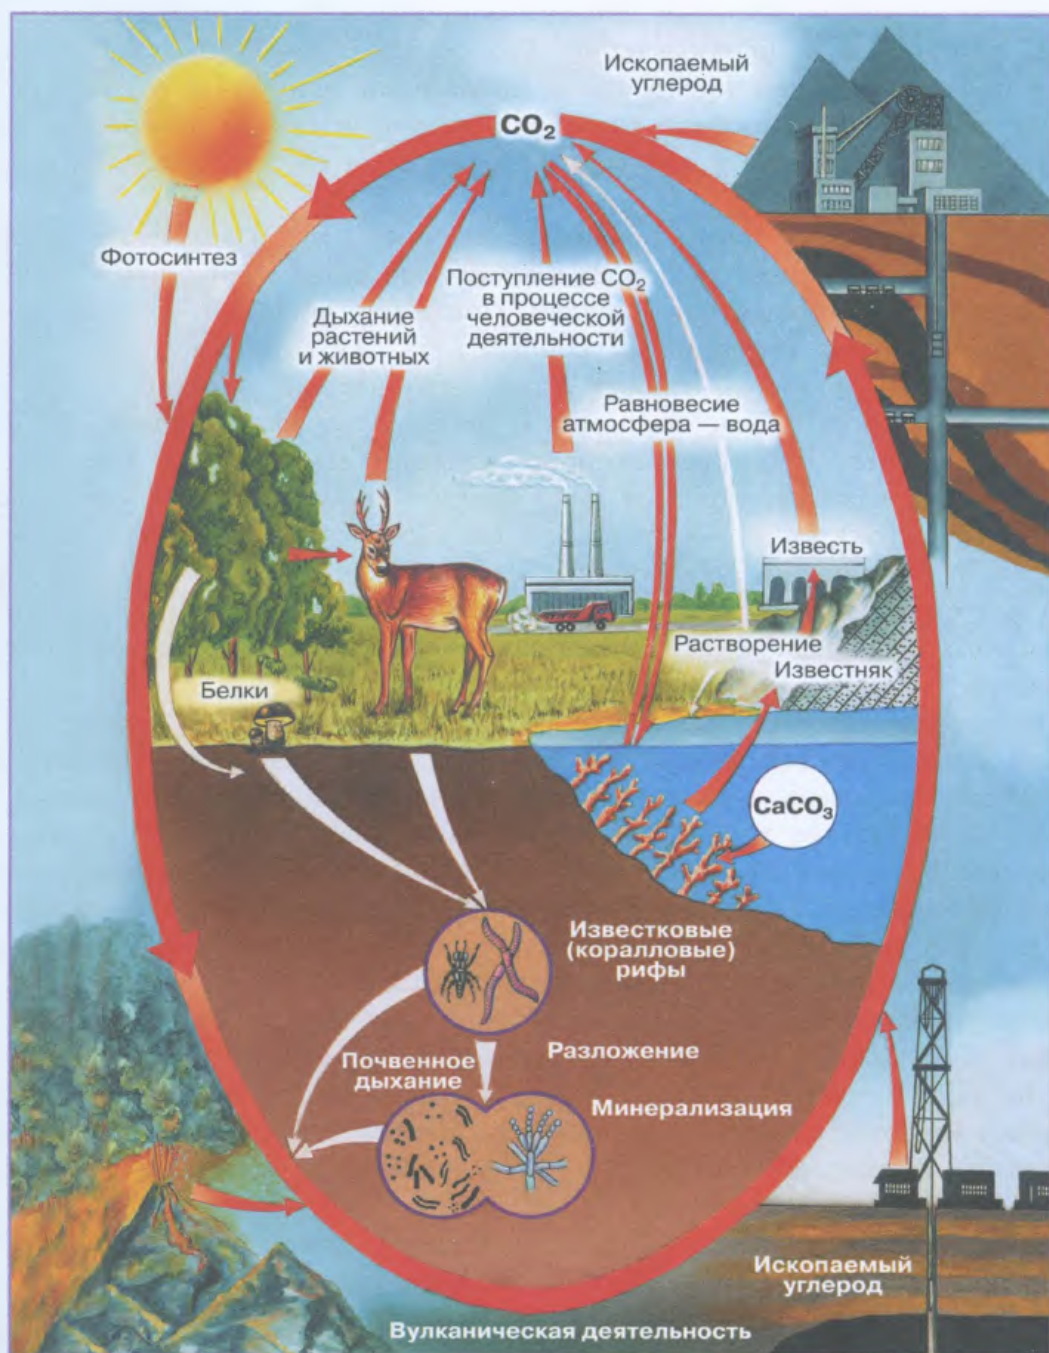 Ископаемый
углерод
CO₂
Фотосинтез
Дыхание
растений
и животных
Поступление CO₂
в процессе
человеческой
деятельности
Равновесие
атмосфера — вода
Известь
Растворение
Известняк
Белки
CaCO₃
Известковые
(коралловые)
рифы
Почвенное
дыхание
Разложение
Минерализация
Ископаемый
углерод
Вулканическая деятельность